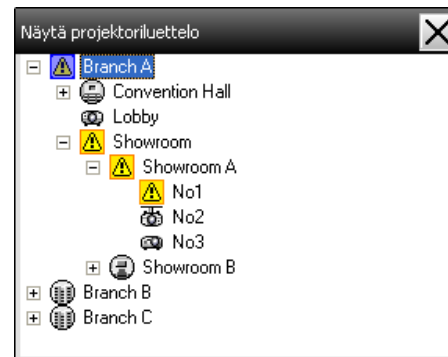 Näytä projektoriluettelo
Branch A
Convention Hall
Lobby
Showroom
Showroom A
No1
No2
No3
Showroom B
Branch B
Branch C